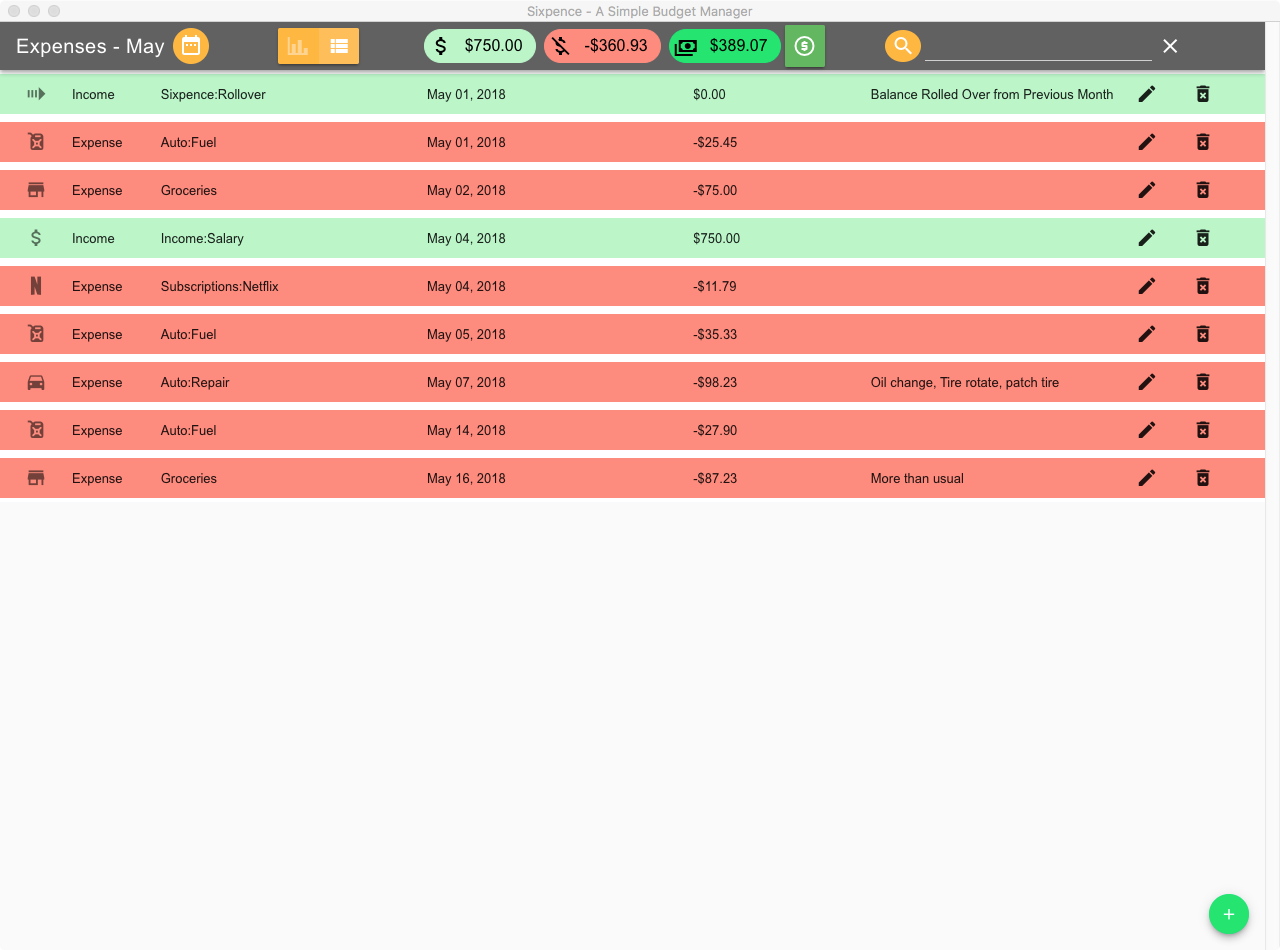 Sixpence - A Simple Budget Manager
Expenses - May $750.00 -$360.93 $389.07
Income Sixpence:Rollover May 01, 2018 $0.00 Balance Rolled Over from Previous Month
Expense Auto:Fuel May 01, 2018 -$25.45
Expense Groceries May 02, 2018 -$75.00
Income Income:Salary May 04, 2018 $750.00
Expense Subscriptions:Netflix May 04, 2018 -$11.79
Expense Auto:Fuel May 05, 2018 -$35.33
Expense Auto:Repair May 07, 2018 -$98.23 Oil change, Tire rotate, patch tire
Expense Auto:Fuel May 14, 2018 -$27.90
Expense Groceries May 16, 2018 -$87.23 More than usual